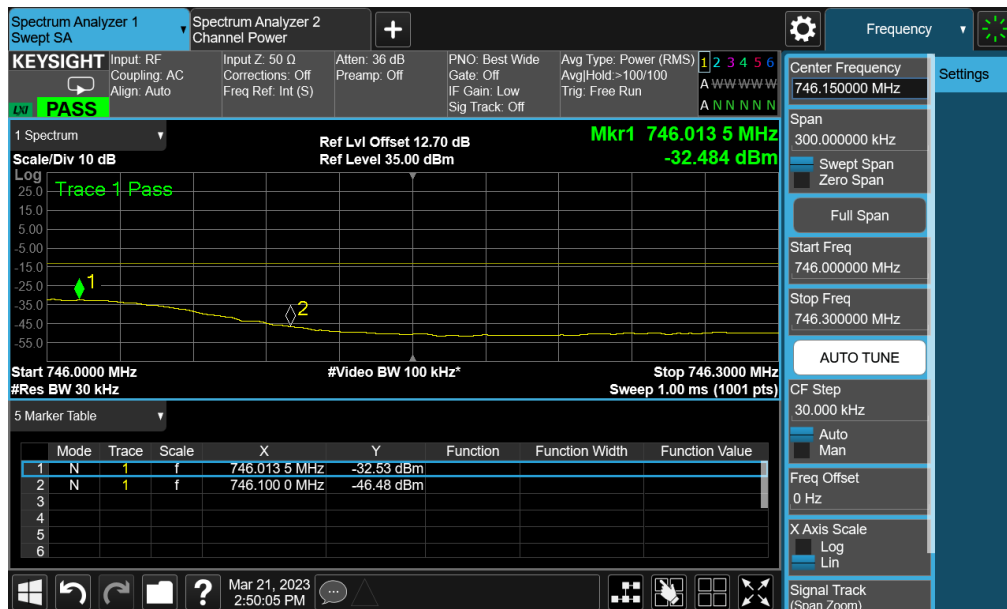 Spectrum Analyzer 1
Swept SA
Spectrum Analyzer 2
Channel Power
Frequency
KEYSIGHT
LXI
PASS
Input: RF
Coupling: AC
Align: Auto
Input Z: 50 Ω
Corrections: Off
Freq Ref: Int (S)
Atten: 36 dB
Preamp: Off
PNO: Best Wide
Gate: Off
IF Gain: Low
Sig Track: Off
Avg Type: Power (RMS)
Avg|Hold:>100/100
Trig: Free Run
1 2 3 4 5 6
A W W W W W
A N N N N N
1 Spectrum
Scale/Div 10 dB
Ref Lvl Offset 12.70 dB
Ref Level 35.00 dBm
Mkr1 746.013 5 MHz
-32.484 dBm
Log
Trace 1 Pass
25.0
15.0
5.00
-5.00
-15.0
-25.0
-35.0
-45.0
-55.0
1
2
Start 746.0000 MHz
#Video BW 100 kHz*
Stop 746.3000 MHz
#Res BW 30 kHz
Sweep 1.00 ms (1001 pts)
5 Marker Table
Mode Trace Scale X Y Function Function Width Function Value
1 N 1 f 746.013 5 MHz -32.53 dBm
2 N 1 f 746.100 0 MHz -46.48 dBm
3
4
5
6
?
Mar 21, 2023
2:50:05 PM
Center Frequency
746.150000 MHz
Settings
Span
300.000000 kHz
Swept Span
Zero Span
Full Span
Start Freq
746.000000 MHz
Stop Freq
746.300000 MHz
AUTO TUNE
CF Step
30.000 kHz
Auto
Man
Freq Offset
0 Hz
X Axis Scale
Log
Lin
Signal Track
(Span Zoom)